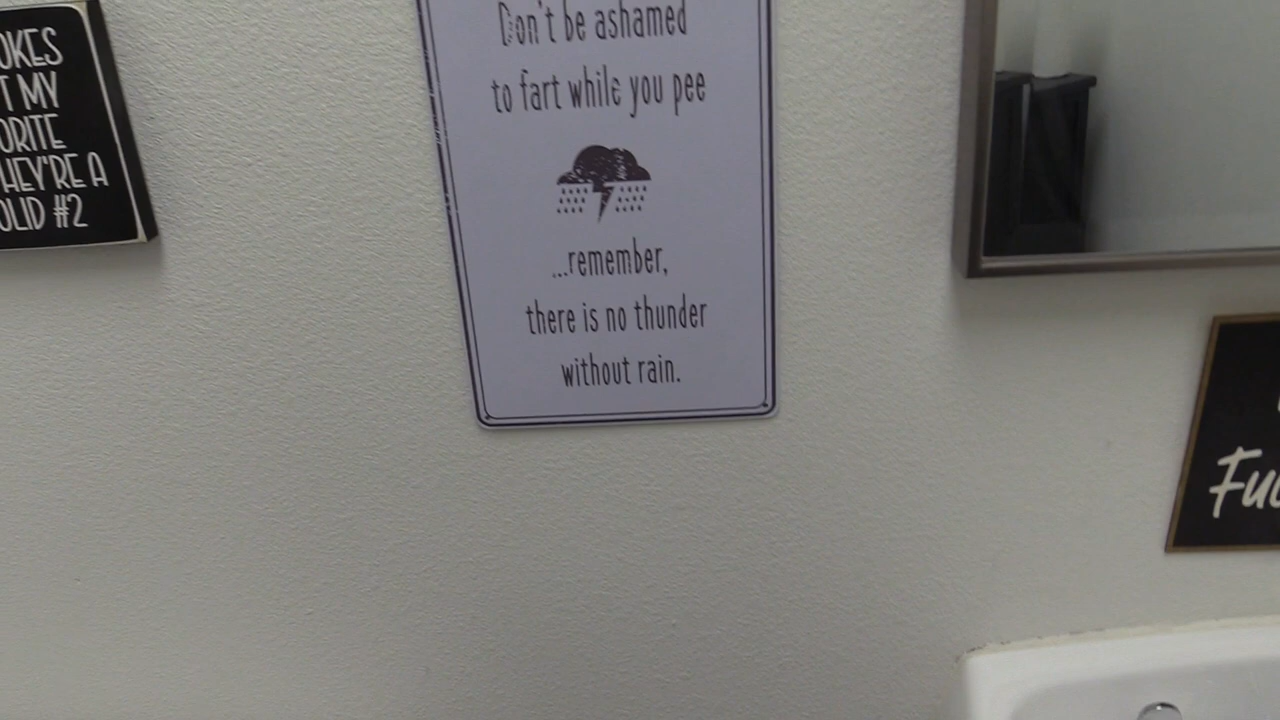 OKES
T MY
ORITE
HEY'RE A
OLID #2
Don't be ashamed
to fart while you pee
...remember,
there is no thunder
without rain.
Fu